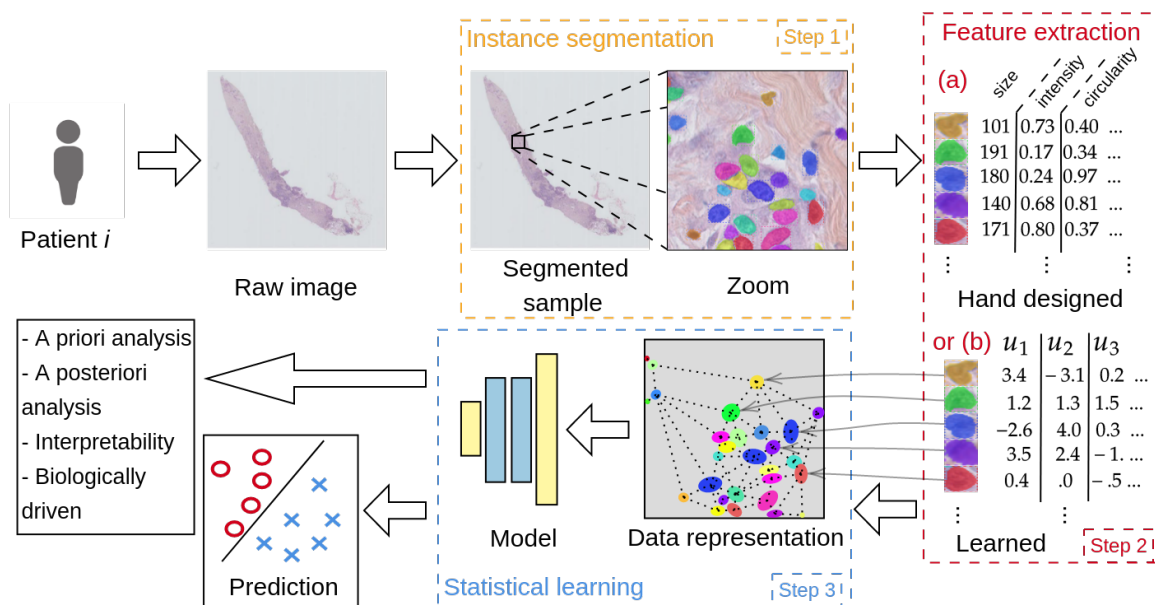 Instance segmentation
Step 1
Patient i
Raw image
Segmented
sample
Zoom
Feature extraction
(a)
size
intensity
circularity
101 0.73 0.40 ...
191 0.17 0.34 ...
180 0.24 0.97 ...
140 0.68 0.81 ...
171 0.80 0.37 ...
⋮ ⋮ ⋮
Hand designed
or (b) u1 u2 u3
3.4 −3.1 0.2 ...
1.2 1.3 1.5 ...
−2.6 4.0 0.3 ...
3.5 2.4 −1. ...
0.4 .0 −.5 ...
⋮ ⋮
Learned
Step 2
Data representation
Model
Statistical learning
Step 3
- A priori analysis
- A posteriori
analysis
- Interpretability
- Biologically
driven
Prediction